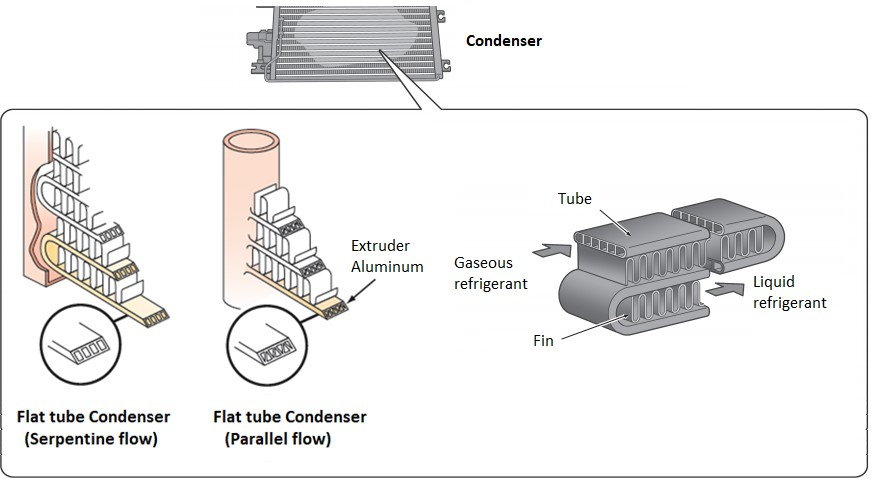 Condenser
Tube
Extruder
Aluminum
Gaseous
refrigerant
Liquid
refrigerant
Fin
Flat tube Condenser
(Serpentine flow)
Flat tube Condenser
(Parallel flow)